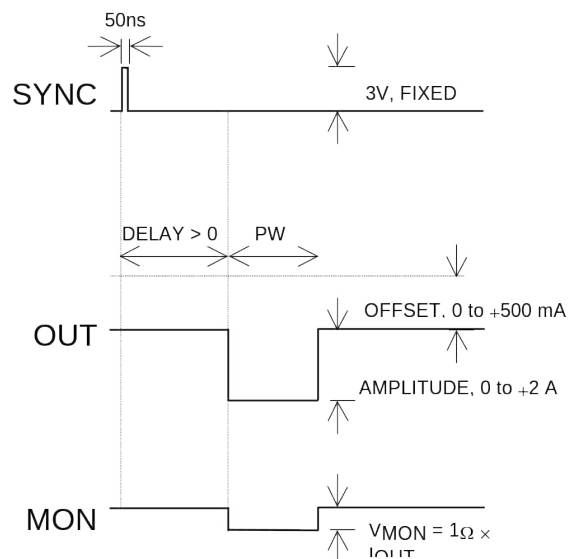 50ns
SYNC
3V, FIXED
DELAY > 0
PW
OFFSET, 0 to +500 mA
OUT
AMPLITUDE, 0 to +2 A
MON
VMON = 1Ω ×
IOUT